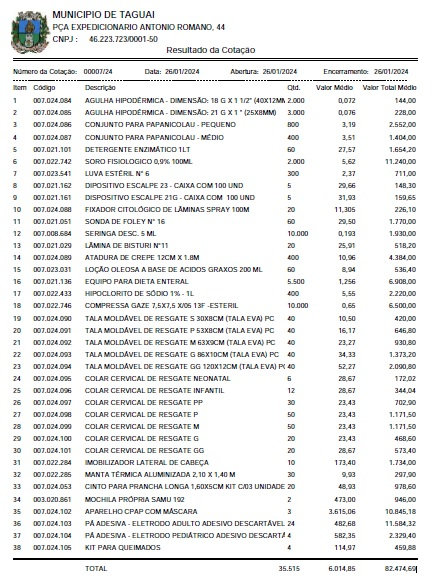 MUNICIPIO DE TAGUAI
PÇA EXPEDICIONARIO ANTONIO ROMANO, 44
CNPJ : 46.223.723/0001-50
Resultado da Cotação
Número da Cotação: 00007/24 Data: 26/01/2024 Abertura: 26/01/2024 Encerramento: 26/01/2024
Item Código Descrição Qtd. Valor Médio Valor Total Médio
1 007.024.084 AGULHA HIPODÉRMICA - DIMENSÃO: 18 G X 1 1/2" (40X12MM 2.000 0,072 144,00
2 007.024.085 AGULHA HIPODÉRMICA - DIMENSÃO: 21 G X 1 " (25X8MM) 3.000 0,076 228,00
3 007.024.086 CONJUNTO PARA PAPANICOLAU - PEQUENO 800 3,19 2.552,00
4 007.024.087 CONJUNTO PARA PAPANICOLAU - MÉDIO 400 3,51 1.404,00
5 007.021.101 DETERGENTE ENZIMÁTICO 1LT 60 27,57 1.654,20
6 007.022.742 SORO FISIOLOGICO 0,9% 100ML 2.000 5,62 11.240,00
7 007.023.541 LUVA ESTÉRIL N° 6 300 2,37 711,00
8 007.021.162 DIPOSITIVO ESCALPE 23 - CAIXA COM 100 UND 5 29,66 148,30
9 007.021.161 DISPOSITIVO ESCALPE 21G - CAIXA COM 100 UND 5 31,93 159,65
10 007.024.088 FIXADOR CITOLÓGICO DE LÂMINAS SPRAY 100M 20 11,305 226,10
11 007.021.051 SONDA DE FOLEY N° 16 60 29,50 1.770,00
12 007.008.684 SERINGA DESC. 5 ML 10.000 0,193 1.930,00
13 007.021.029 LÂMINA DE BISTURI N°11 20 25,91 518,20
14 007.024.089 ATADURA DE CREPE 12CM X 1.8M 400 10,96 4.384,00
15 007.023.031 LOÇÃO OLEOSA A BASE DE ACIDOS GRAXOS 200 ML 60 8,94 536,40
16 007.021.136 EQUIPO PARA DIETA ENTERAL 5.500 1,256 6.908,00
17 007.022.433 HIPOCLORITO DE SÓDIO 1% - 1L 400 5,55 2.220,00
18 007.022.746 COMPRESSA GAZE 7,5X7,5 X/05 13F -ESTERIL 10.000 0,65 6.500,00
19 007.024.090 TALA MOLDÁVEL DE RESGATE S 30X8CM (TALA EVA) PC 40 10,50 420,00
20 007.024.091 TALA MOLDÁVEL DE RESGATE P 53X8CM (TALA EVA) PC 40 16,17 646,80
21 007.024.092 TALA MOLDÁVEL DE RESGATE M 63X9CM (TALA EVA) PC 40 23,27 930,80
22 007.024.093 TALA MOLDÁVEL DE RESGATE G 86X10CM (TALA EVA) PC 40 34,33 1.373,20
23 007.024.094 TALA MOLDÁVEL DE RESGATE GG 120X12CM (TALA EVA) PC 40 52,27 2.090,80
24 007.024.095 COLAR CERVICAL DE RESGATE NEONATAL 6 28,67 172,02
25 007.024.096 COLAR CERVICAL DE RESGATE INFANTIL 12 28,67 344,04
26 007.024.097 COLAR CERVICAL DE RESGATE PP 30 23,43 702,90
27 007.024.098 COLAR CERVICAL DE RESGATE P 50 23,43 1.171,50
28 007.024.099 COLAR CERVICAL DE RESGATE M 50 23,43 1.171,50
29 007.024.100 COLAR CERVICAL DE RESGATE G 20 23,43 468,60
30 007.024.101 COLAR CERVICAL DE RESGATE GG 20 28,67 573,40
31 007.022.284 IMOBILIZADOR LATERAL DE CABEÇA 10 173,40 1.734,00
32 007.022.285 MANTA TÉRMICA ALUMINIZADA 2,10 X 1,40 M 30 9,93 297,90
33 007.024.053 CINTO PARA PRANCHA LONGA 1,60X5CM KIT C/03 UNIDADE 20 48,93 978,60
34 003.020.861 MOCHILA PRÓPRIA SAMU 192 2 473,00 946,00
35 007.024.102 APARELHO CPAP COM MÁSCARA 3 3.615,06 10.845,18
36 007.024.103 PÁ ADESIVA - ELETRODO ADULTO ADESIVO DESCARTÁVEL 24 482,68 11.584,32
37 007.024.104 PÁ ADESIVA - ELETRODO PEDIÁTRICO ADESIVO DESCARTÁVEL 4 582,35 2.329,40
38 007.024.105 KIT PARA QUEIMADOS 4 114,97 459,88
TOTAL 35.515 6.014,85 82.474,69